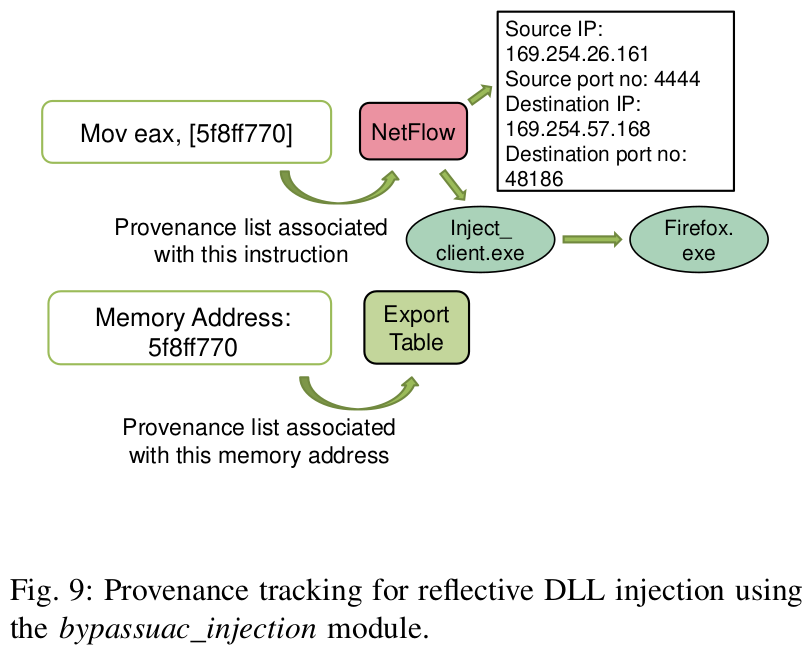 Source IP:
169.254.26.161
Source port no: 4444
Destination IP:
169.254.57.168
Destination port no:
48186
Mov eax, [5f8ff770]
NetFlow
Provenance list associated
with this instruction
Inject_
client.exe
Firefox.
exe
Memory Address:
5f8ff770
Export
Table
Provenance list associated
with this memory address
Fig. 9: Provenance tracking for reflective DLL injection using
the bypassuac_injection module.